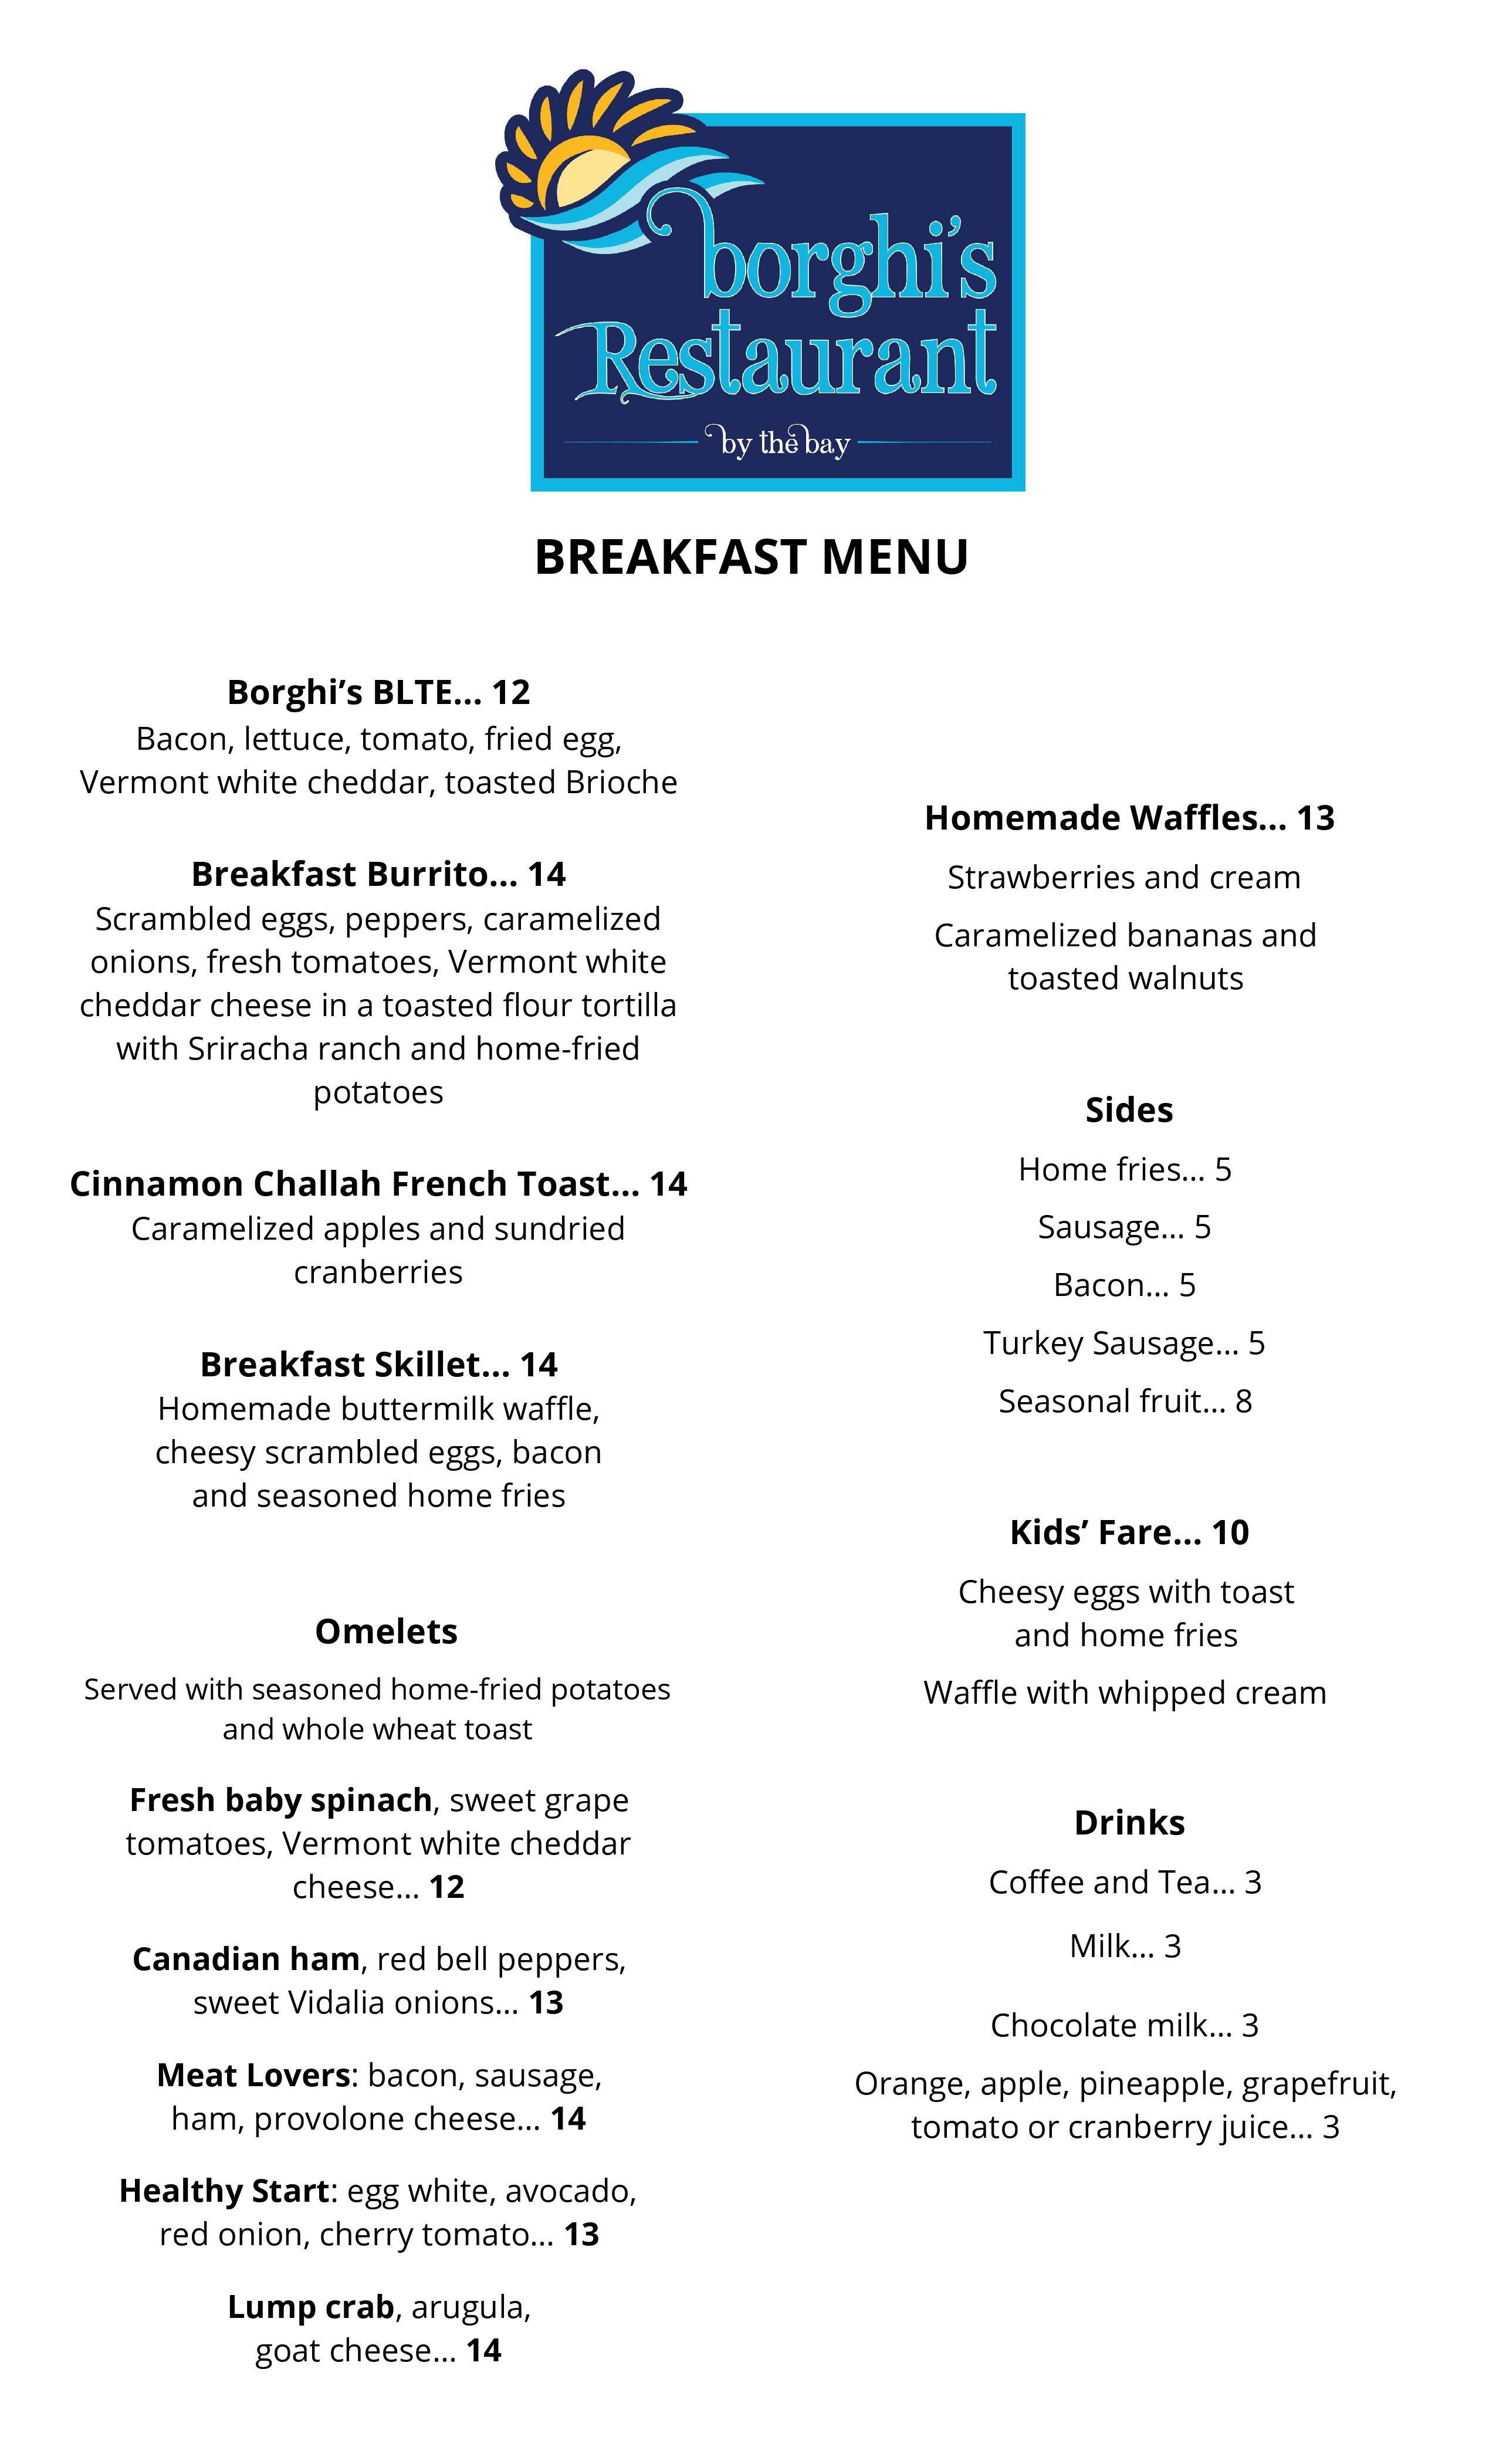 borghi's
Restaurant
by the bay
BREAKFAST MENU
Borghi’s BLTE... 12
Bacon, lettuce, tomato, fried egg,
Vermont white cheddar, toasted Brioche
Breakfast Burrito... 14
Scrambled eggs, peppers, caramelized
onions, fresh tomatoes, Vermont white
cheddar cheese in a toasted flour tortilla
with Sriracha ranch and home-fried
potatoes
Cinnamon Challah French Toast... 14
Caramelized apples and sundried
cranberries
Breakfast Skillet... 14
Homemade buttermilk waffle,
cheesy scrambled eggs, bacon
and seasoned home fries
Omelets
Served with seasoned home-fried potatoes
and whole wheat toast
Fresh baby spinach, sweet grape
tomatoes, Vermont white cheddar
cheese... 12
Canadian ham, red bell peppers,
sweet Vidalia onions... 13
Meat Lovers: bacon, sausage,
ham, provolone cheese... 14
Healthy Start: egg white, avocado,
red onion, cherry tomato... 13
Lump crab, arugula,
goat cheese... 14
Homemade Waffles... 13
Strawberries and cream
Caramelized bananas and
toasted walnuts
Sides
Home fries... 5
Sausage... 5
Bacon... 5
Turkey Sausage... 5
Seasonal fruit... 8
Kids’ Fare... 10
Cheesy eggs with toast
and home fries
Waffle with whipped cream
Drinks
Coffee and Tea... 3
Milk... 3
Chocolate milk... 3
Orange, apple, pineapple, grapefruit,
tomato or cranberry juice... 3